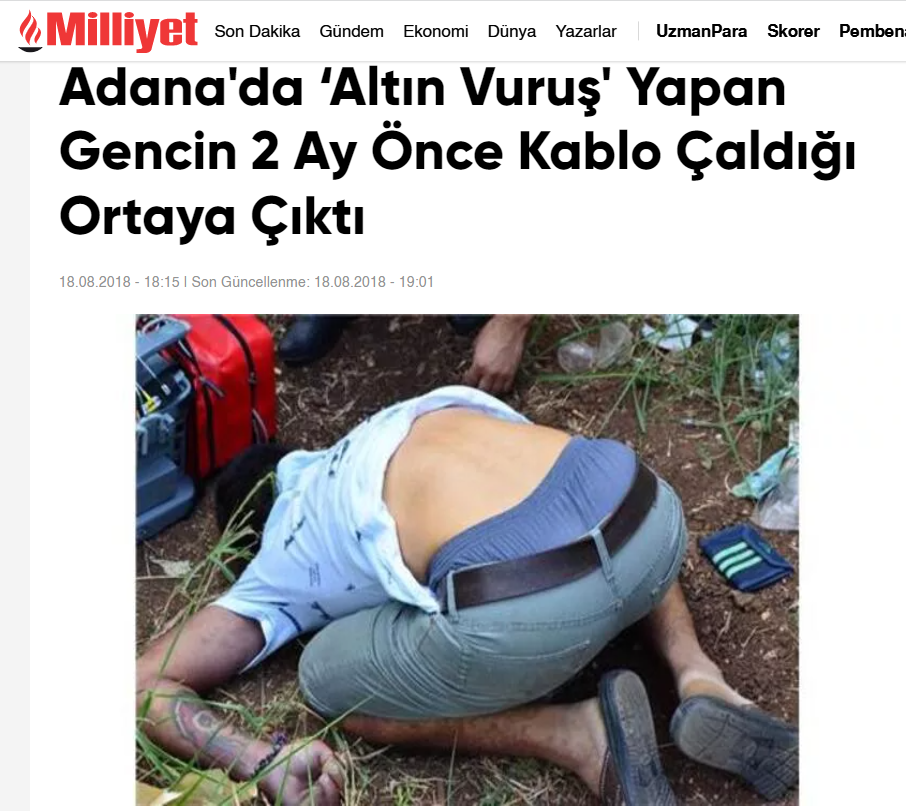 Milliyet Son Dakika Gündem Ekonomi Dünya Yazarlar UzmanPara Skorer Pemben
Adana'da ‘Altın Vuruş' Yapan
Gencin 2 Ay Önce Kablo Çaldığı
Ortaya Çıktı
18.08.2018 - 18:15 | Son Güncellenme: 18.08.2018 - 19:01